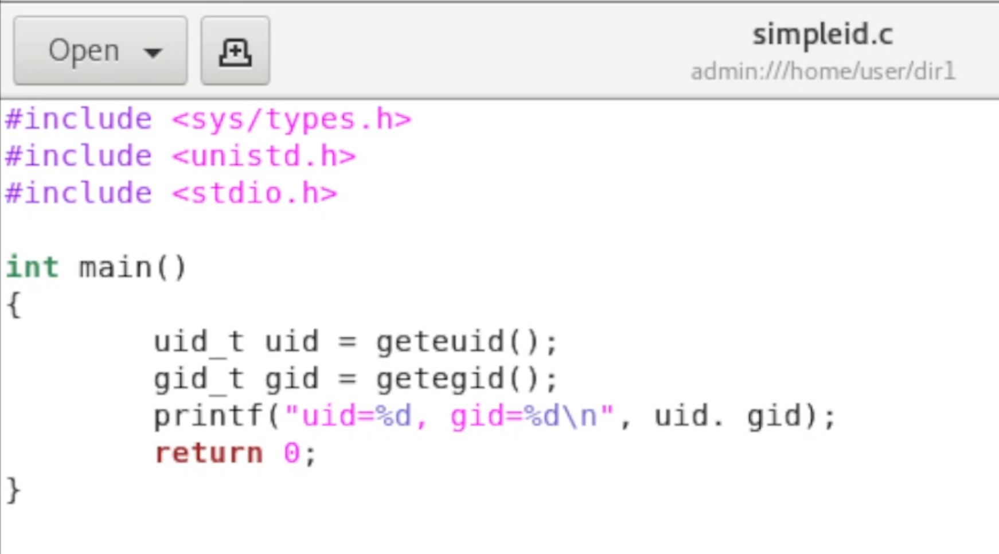 Open
simpleid.c
admin:///home/user/dir1
#include <sys/types.h>
#include <unistd.h>
#include <stdio.h>
int main()
{
uid_t uid = geteuid();
gid_t gid = getegid();
printf("uid=%d, gid=%d\n", uid. gid);
return 0;
}